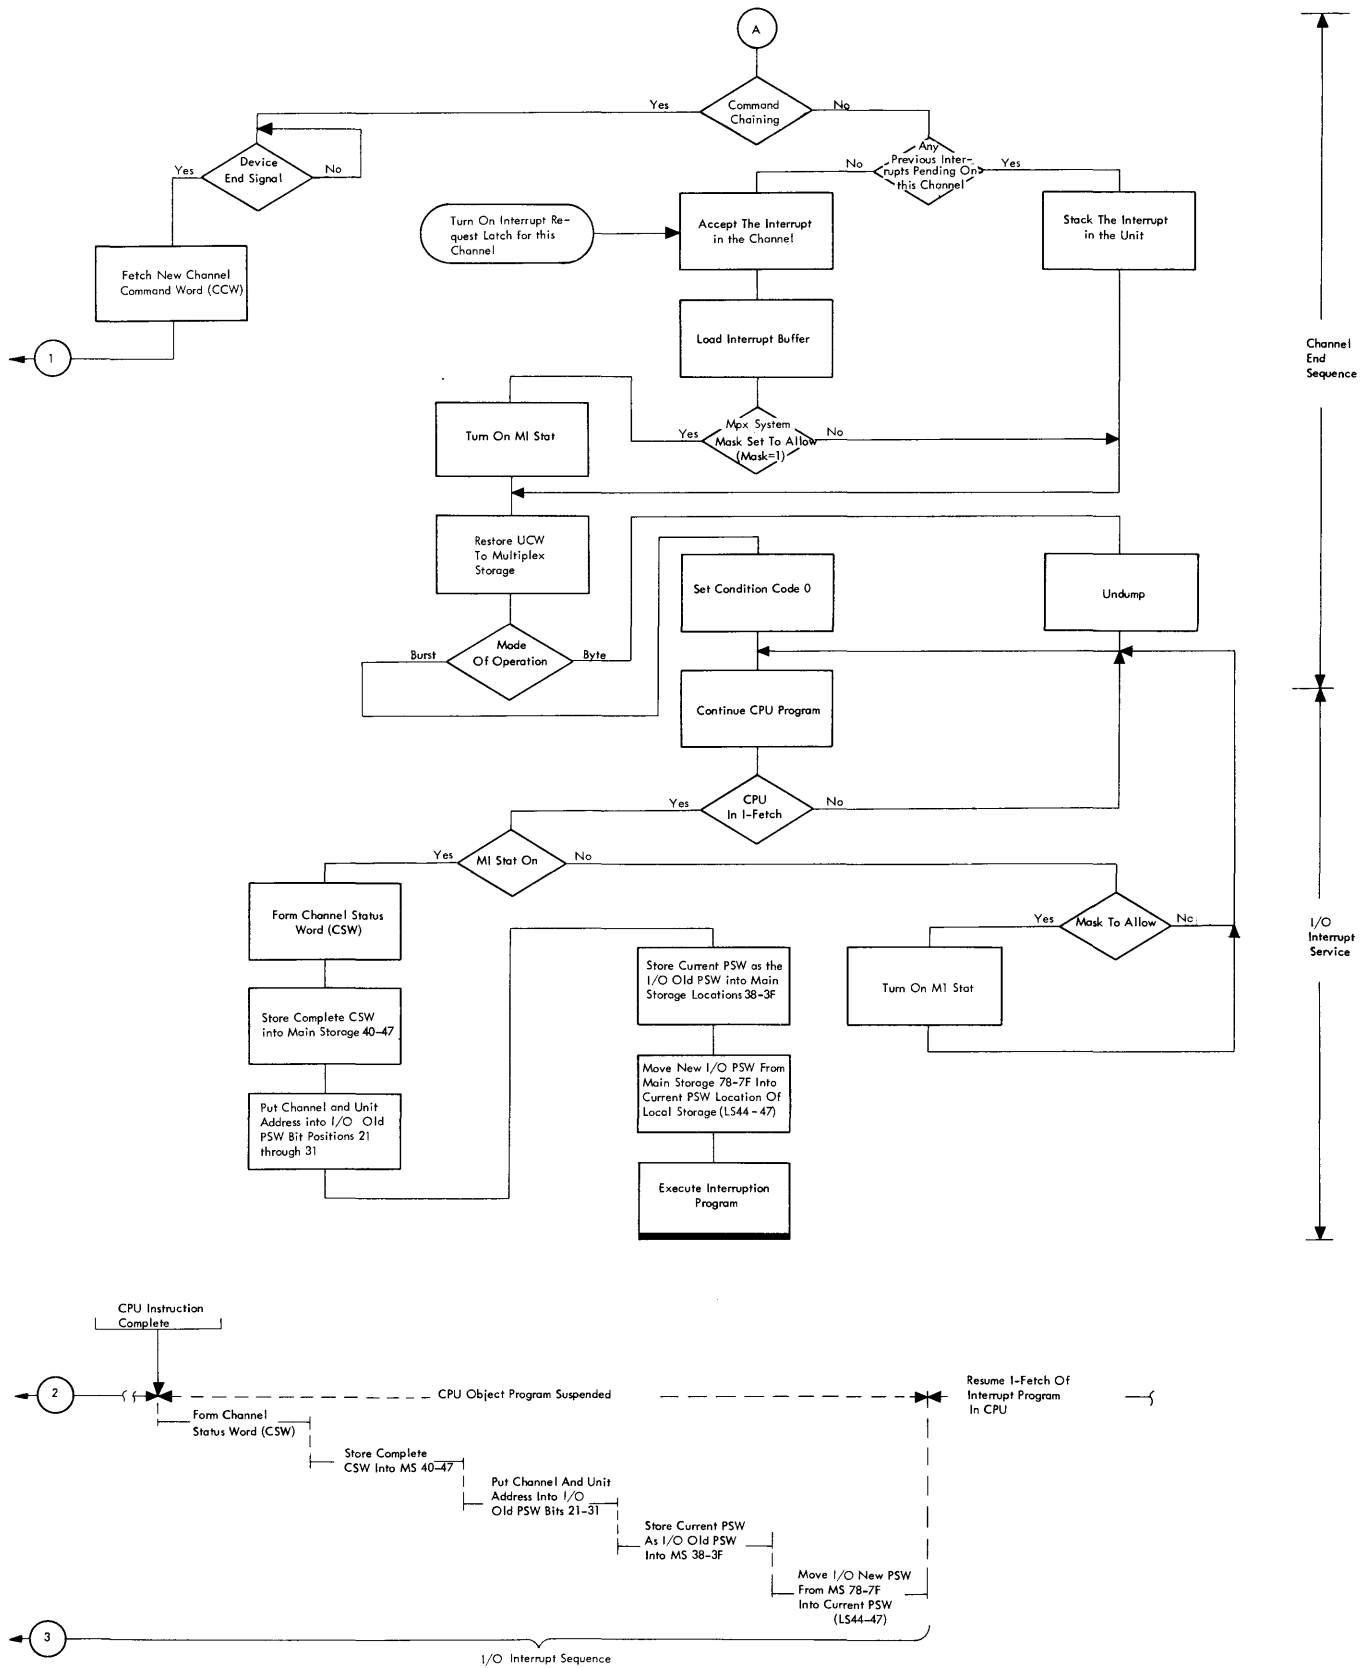 A
Command
Chaining
Yes
No
Device
End Signal
Yes
No
Any
Previous Inter-
rupts Pending On
this Channel
No
Yes
Turn On Interrupt Re-
quest Latch for this
Channel
Accept The Interrupt
in the Channel
Stack The Interrupt
in the Unit
Fetch New Channel
Command Word (CCW)
1
Load Interrupt Buffer
Channel
End
Sequence
Turn On M1 Stat
Yes
Mpx System
Mask Set To Allow
(Mask=1)
No
Restore UCW
To Multiplex
Storage
Set Condition Code 0
Undump
Burst
Mode
Of Operation
Byte
Continue CPU Program
Yes
CPU
In I-Fetch
No
Yes
M1 Stat On
No
Form Channel Status
Word (CSW)
Yes
Mask To Allow
No
I/O
Interrupt
Service
Store Current PSW as the
I/O Old PSW into Main
Storage Locations 38-3F
Turn On M1 Stat
Store Complete CSW
into Main Storage 40-47
Move New I/O PSW From
Main Storage 78-7F Into
Current PSW Location Of
Local Storage (LS44-47)
Put Channel and Unit
Address into I/O Old
PSW Bit Positions 21
through 31
Execute Interruption
Program
CPU Instruction
Complete
2
CPU Object Program Suspended
Resume I-Fetch Of
Interrupt Program
In CPU
Form Channel
Status Word (CSW)
Store Complete
CSW Into MS 40-47
Put Channel And Unit
Address Into I/O
Old PSW Bits 21-31
Store Current PSW
As I/O Old PSW
Into MS 38-3F
Move I/O New PSW
From MS 78-7F
Into Current PSW
(LS44-47)
3
I/O Interrupt Sequence